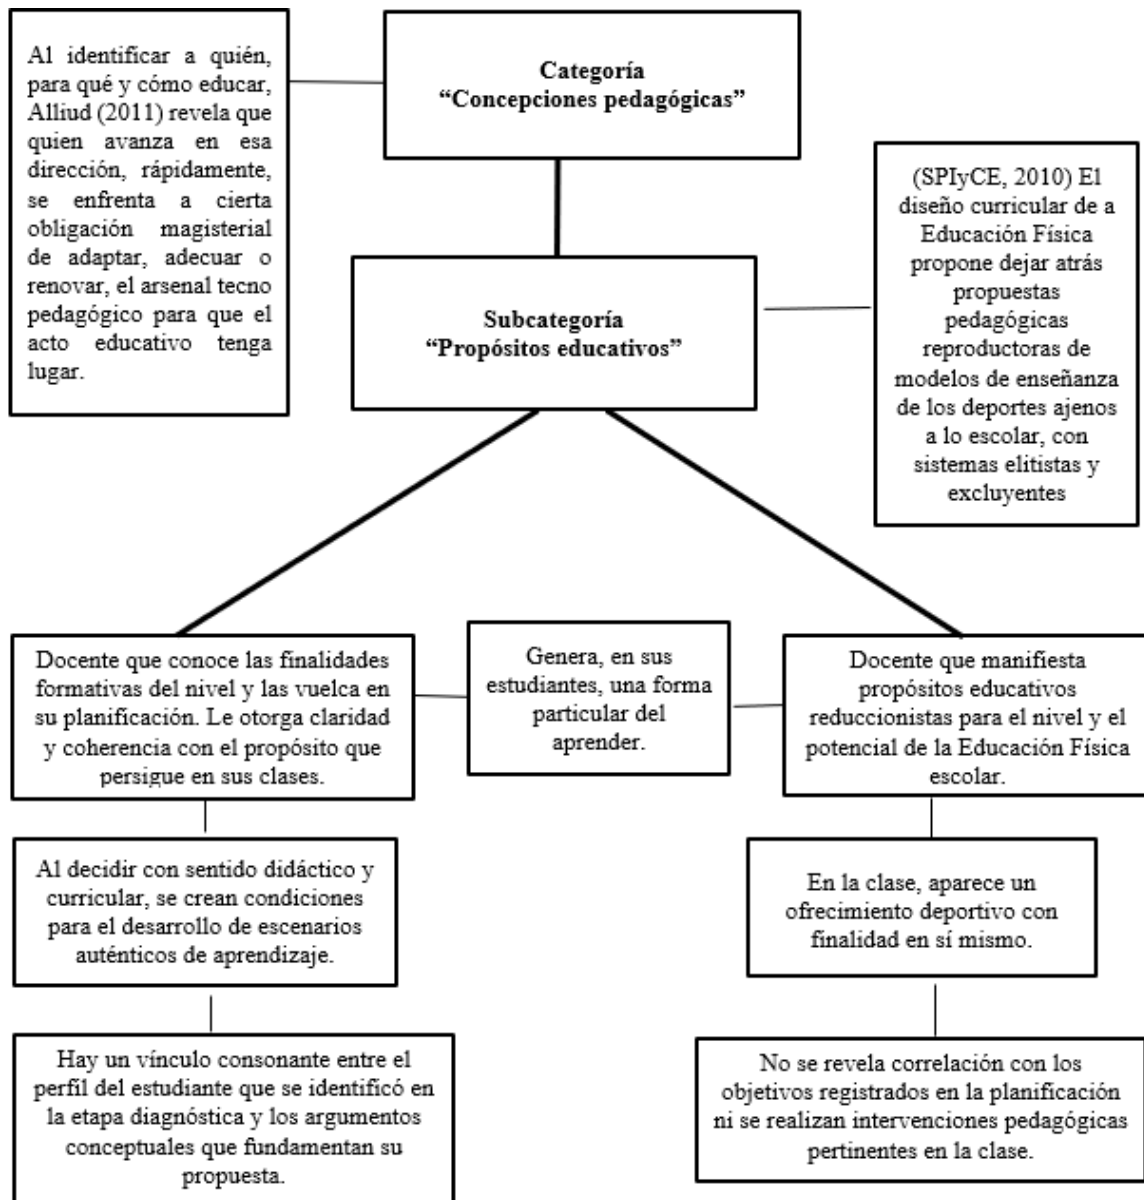 Al identificar a quién,
para qué y cómo educar,
Alliud (2011) revela que
quien avanza en esa
dirección, rápidamente,
se enfrenta a cierta
obligación magisterial
de adaptar, adecuar o
renovar, el arsenal tecno
pedagógico para que el
acto educativo tenga
lugar.
Categoría
“Concepciones pedagógicas”
(SPIyCE, 2010) El
diseño curricular de a
Educación Física
propone dejar atrás
propuestas
pedagógicas
reproductoras de
modelos de enseñanza
de los deportes ajenos
a lo escolar, con
sistemas elitistas y
excluyentes
Subcategoría
“Propósitos educativos”
Docente que conoce las finalidades
formativas del nivel y las vuelca en
su planificación. Le otorga claridad
y coherencia con el propósito que
persigue en sus clases.
Genera, en sus
estudiantes, una forma
particular del
aprender.
Docente que manifiesta
propósitos educativos
reduccionistas para el nivel y el
potencial de la Educación Física
escolar.
Al decidir con sentido didáctico y
curricular, se crean condiciones
para el desarrollo de escenarios
auténticos de aprendizaje.
En la clase, aparece un
ofrecimiento deportivo con
finalidad en sí mismo.
Hay un vínculo consonante entre el
perfil del estudiante que se identificó en
la etapa diagnóstica y los argumentos
conceptuales que fundamentan su
propuesta.
No se revela correlación con los
objetivos registrados en la planificación
ni se realizan intervenciones pedagógicas
pertinentes en la clase.